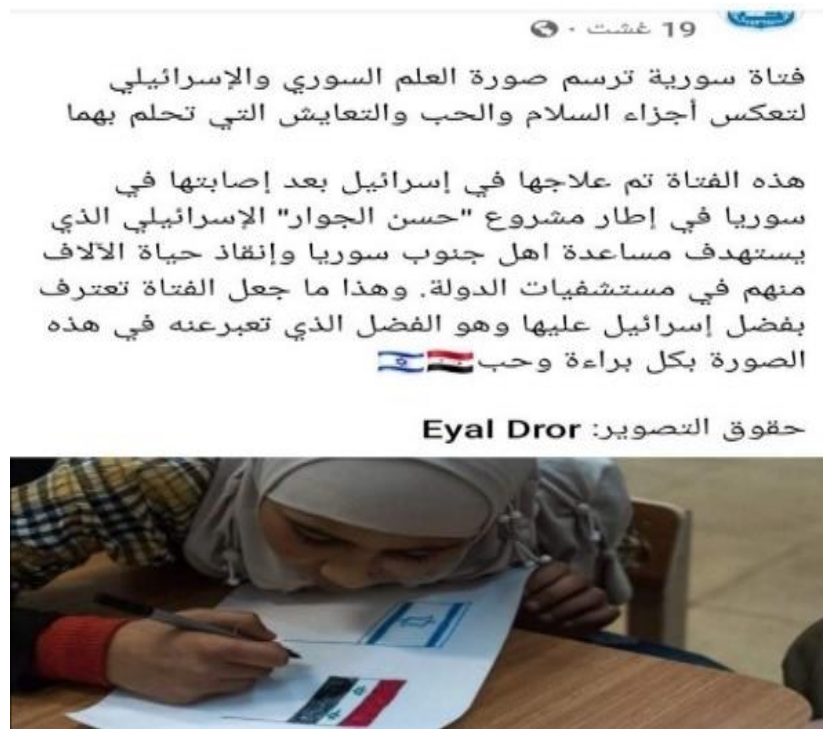 19 غشت ·
فتاة سورية ترسم صورة العلم السوري والإسرائيلي
لتعكس أجزاء السلام والحب والتعايش التي تحلم بهما
هذه الفتاة تم علاجها في إسرائيل بعد إصابتها في
سوريا في إطار مشروع "حسن الجوار" الإسرائيلي الذي
يستهدف مساعدة اهل جنوب سوريا وإنقاذ حياة الآلاف
منهم في مستشفيات الدولة. وهذا ما جعل الفتاة تعترف
بفضل إسرائيل عليها وهو الفضل الذي تعبرعنه في هذه
الصورة بكل براءة وحب🇸🇾🇮🇱
حقوق التصوير: Eyal Dror